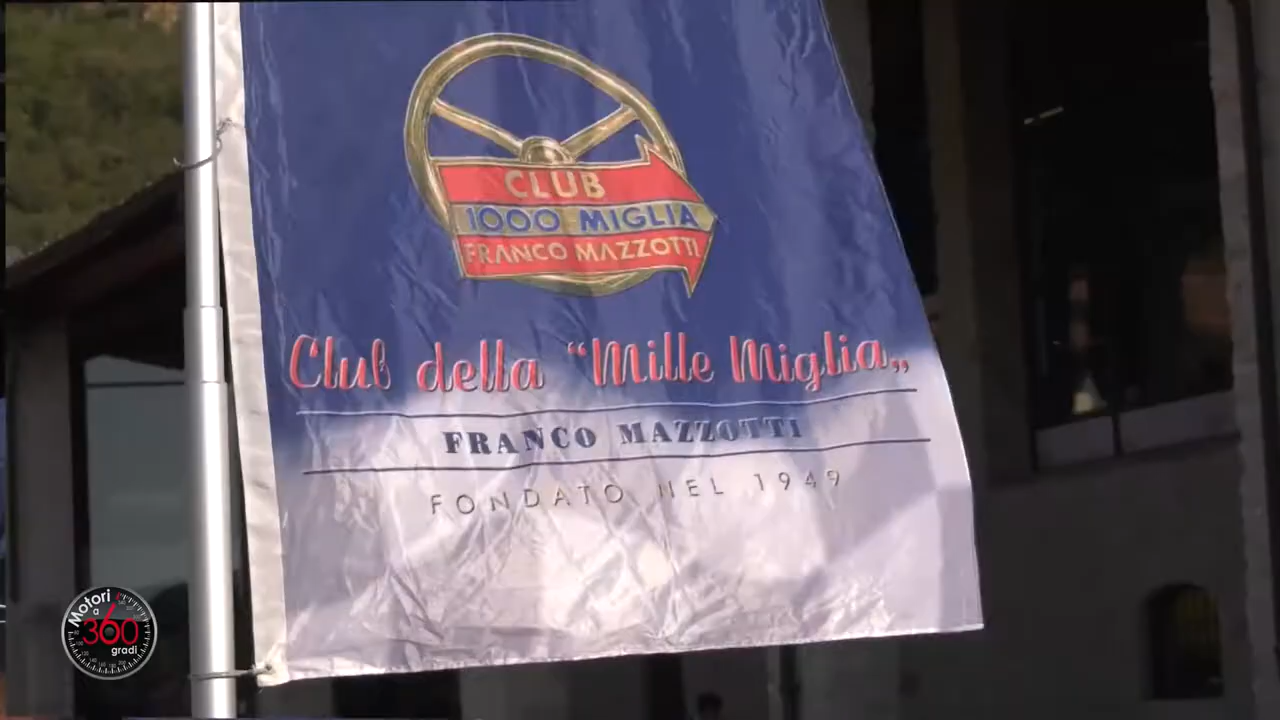 CLUB
1000 MIGLIA
FRANCO MAZZOTTI
Club della “Mille Miglia„
FRANCO MAZZOTTI
FONDATO NEL 1949
Motori
a
360
gradi